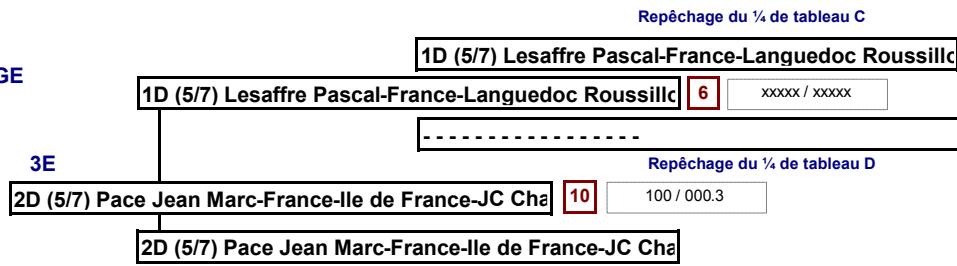 Repêchage du ¼ de tableau C
1D (5/7) Lesaffre Pascal-France-Languedoc Roussillo
GE
1D (5/7) Lesaffre Pascal-France-Languedoc Roussillo
6
xxxxx / xxxxx
- - - - - - - - - - - - - - - - -
3E
Repêchage du ¼ de tableau D
2D (5/7) Pace Jean Marc-France-Ile de France-JC Cha
10
100 / 000.3
2D (5/7) Pace Jean Marc-France-Ile de France-JC Cha